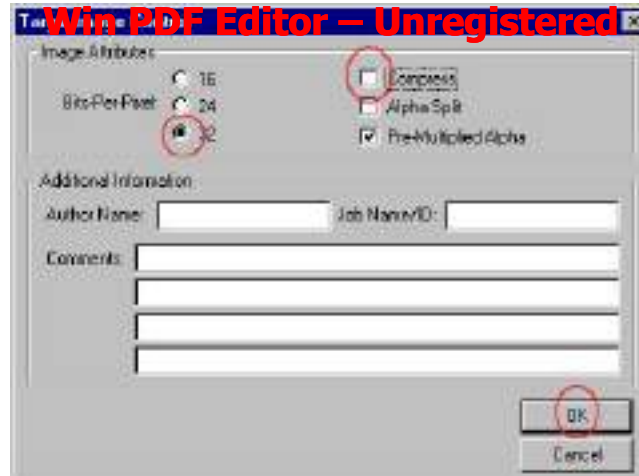 Win PDF Editor – Unregistered
Image Attributes
16
Compress
Bits-Per-Pixel:
24
Alpha Split
32
Pre-Multiplied Alpha
Additional Information
Author Name:
Job Name/ID:
Comments:
OK
Cancel